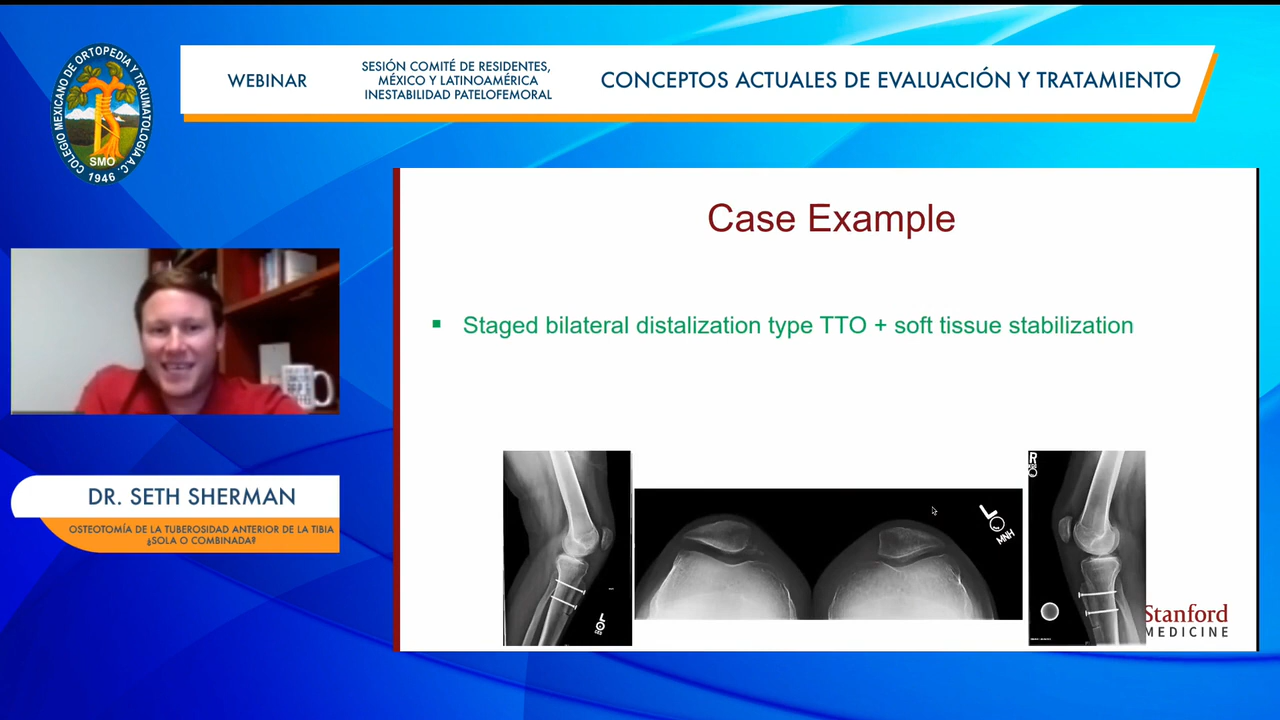 COLEGIO MEXICANO DE ORTOPEDIA Y TRAUMATOLOGÍA A.C.
SMO
1946
WEBINAR
SESIÓN COMITÉ DE RESIDENTES,
MÉXICO Y LATINOAMÉRICA
INESTABILIDAD PATELOFEMORAL
CONCEPTOS ACTUALES DE EVALUACIÓN Y TRATAMIENTO
Case Example
▪ Staged bilateral distalization type TTO + soft tissue stabilization
DR. SETH SHERMAN
OSTEOTOMÍA DE LA TUBEROSIDAD ANTERIOR DE LA TIBIA
¿SOLA O COMBINADA?
L
L
MNH
R
Stanford
MEDICINE